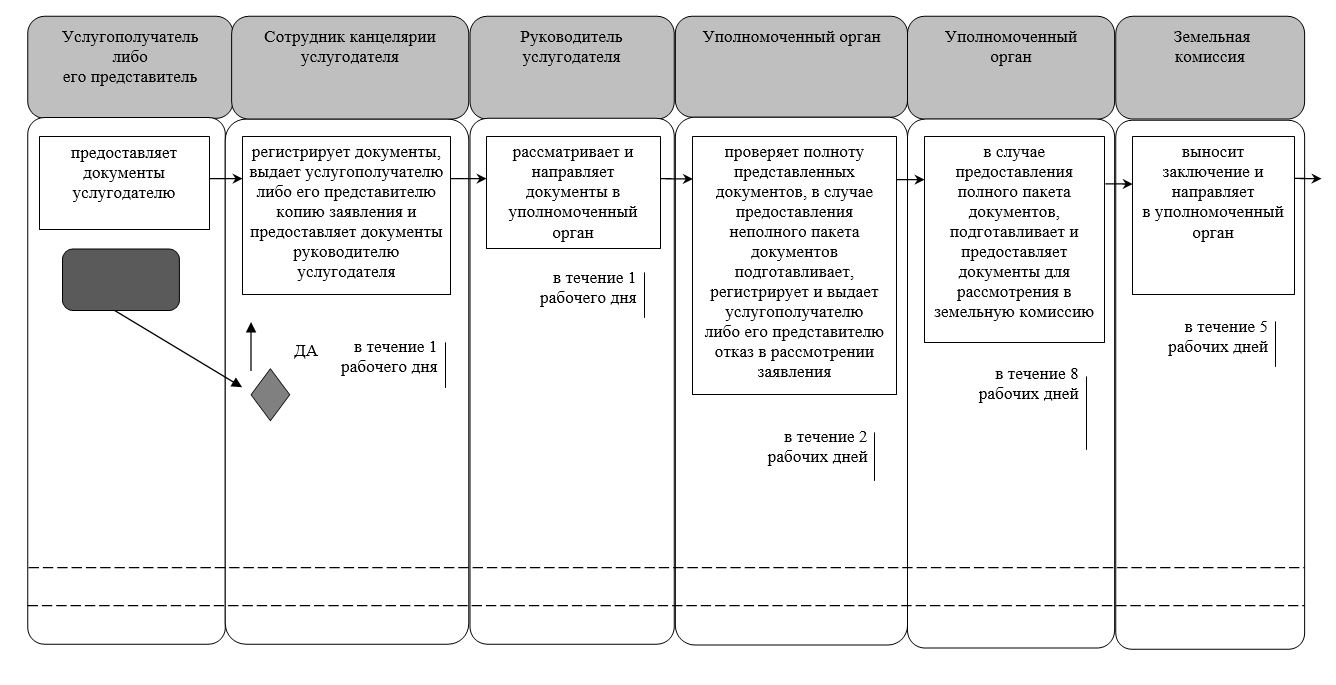 Услугополучатель
либо
его представитель
Сотрудник канцелярии
услугодателя
Руководитель
услугодателя
Уполномоченный орган
Уполномоченный
орган
Земельная
комиссия
предоставляет
документы
услугодателю
регистрирует документы,
выдает услугополучателю
либо его представителю
копию заявления и
предоставляет документы
руководителю
услугодателя
ДА
в течение 1
рабочего дня
рассматривает и
направляет
документы в
уполномоченный
орган
в течение 1
рабочего дня
проверяет полноту
представленных
документов, в случае
предоставления
неполного пакета
документов
подготавливает,
регистрирует и выдает
услугополучателю
либо его представителю
отказ в рассмотрении
заявления
в течение 2
рабочих дней
в случае
предоставления
полного пакета
документов,
подготавливает и
предоставляет
документы для
рассмотрения в
земельную комиссию
в течение 8
рабочих дней
выносит
заключение и
направляет
в уполномоченный
орган
в течение 5
рабочих дней